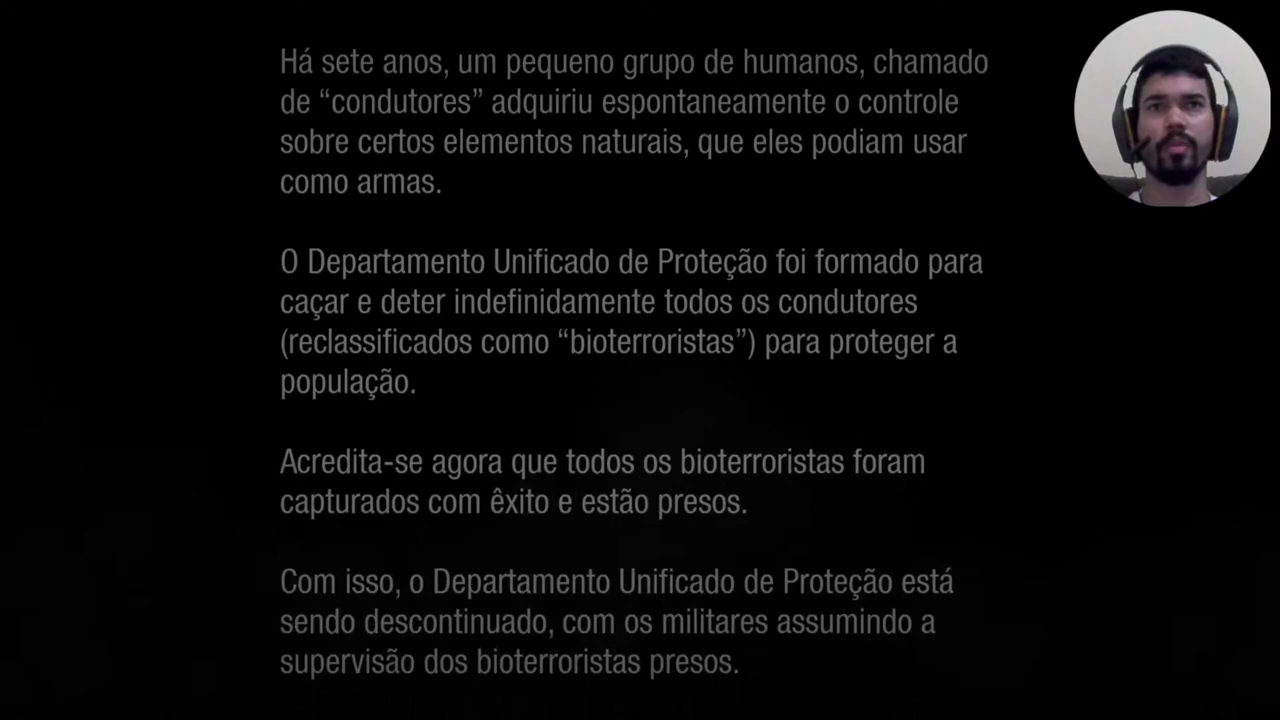 Há sete anos, um pequeno grupo de humanos, chamado
de “condutores” adquiriu espontaneamente o controle
sobre certos elementos naturais, que eles podiam usar
como armas.
O Departamento Unificado de Proteção foi formado para
caçar e deter indefinidamente todos os condutores
(reclassificados como “bioterroristas”) para proteger a
população.
Acredita-se agora que todos os bioterroristas foram
capturados com êxito e estão presos.
Com isso, o Departamento Unificado de Proteção está
sendo descontinuado, com os militares assumindo a
supervisão dos bioterroristas presos.